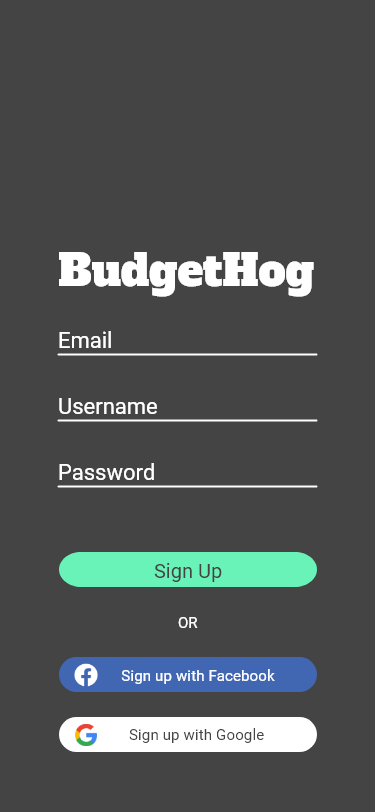 BudgetHog
Email
Username
Password
Sign Up
OR
Sign up with Facebook
Sign up with Google